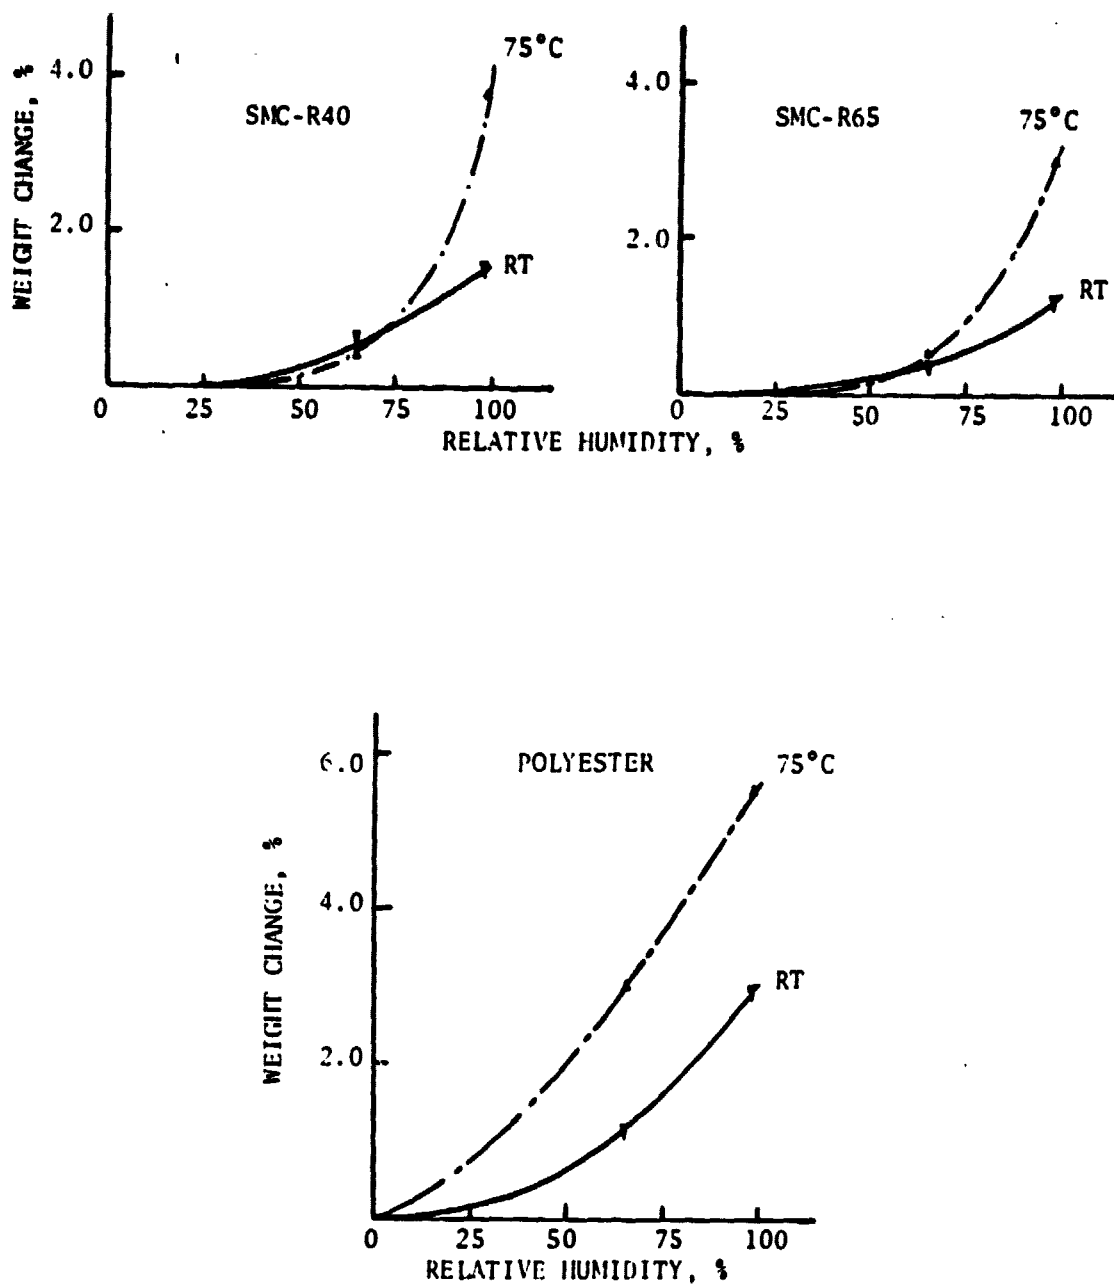 75°C
4.0
SMC-R40
WEIGHT CHANGE, %
2.0
RT
0 25 50 75 100
75°C
4.0
SMC-R65
2.0
RT
0 25 50 75 100
RELATIVE HUMIDITY, %
6.0
POLYESTER
75°C
WEIGHT CHANGE, %
4.0
RT
2.0
0 25 50 75 100
RELATIVE HUMIDITY, %